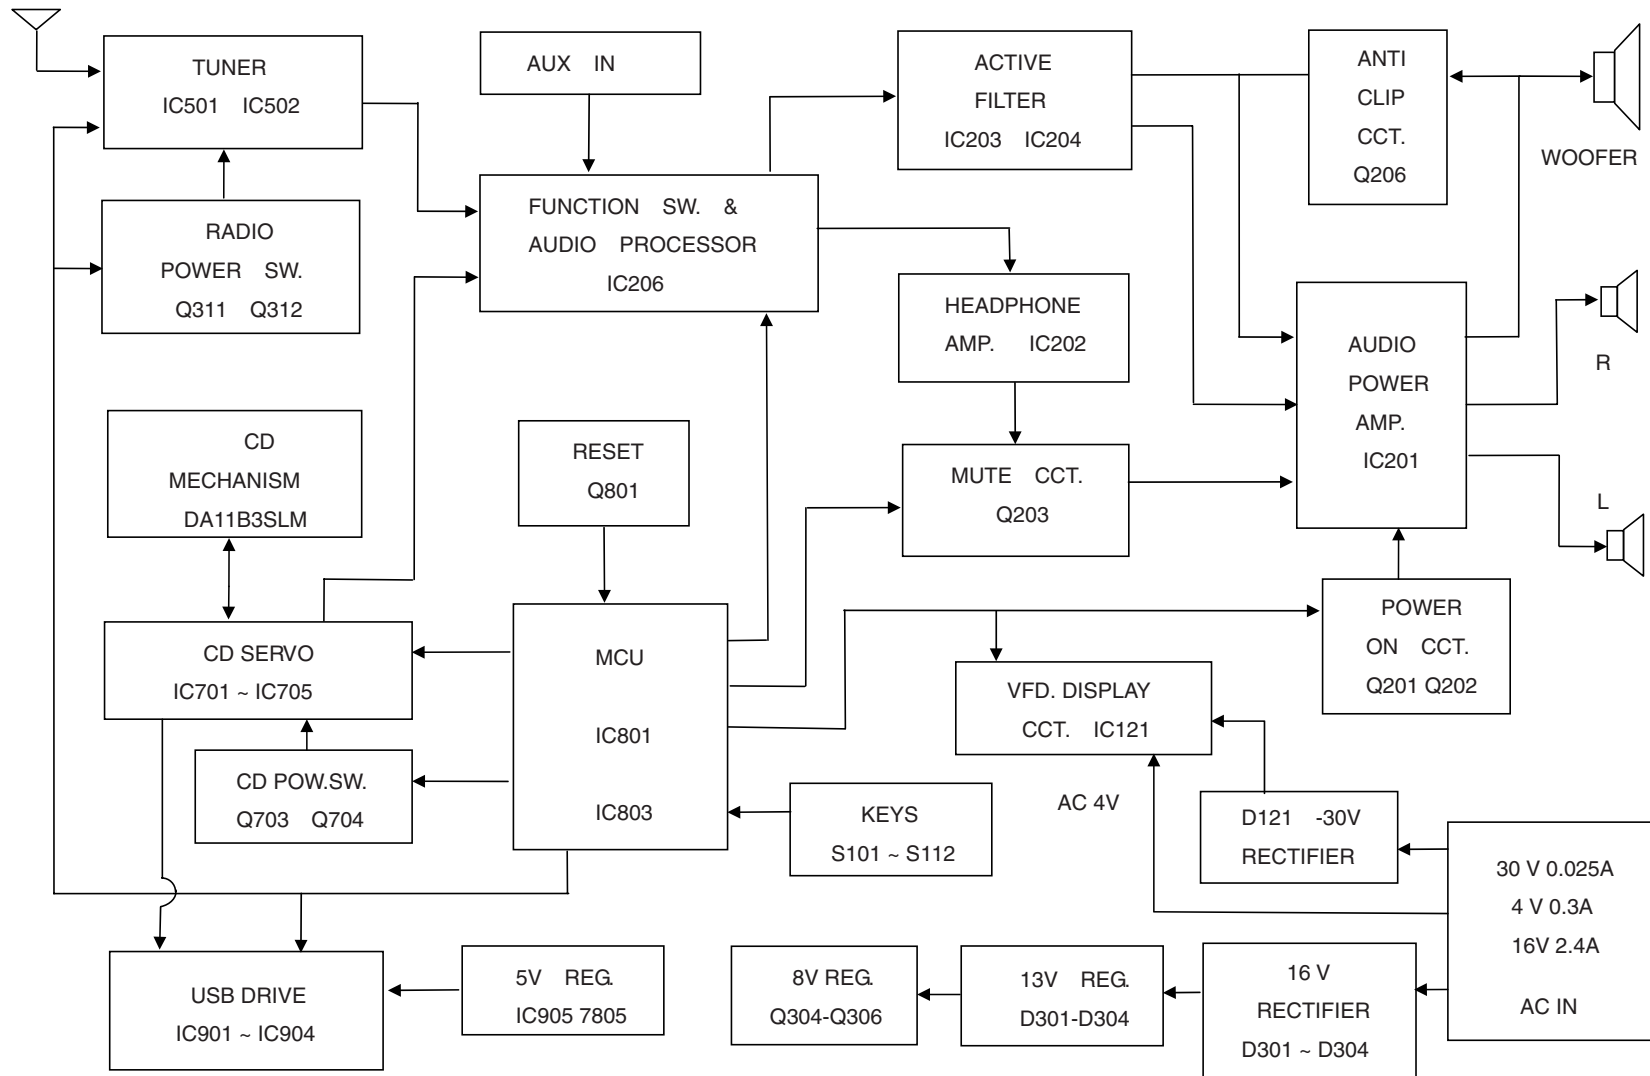 TUNER
IC501 IC502
AUX IN
ACTIVE
FILTER
IC203 IC204
ANTI
CLIP
CCT.
Q206
WOOFER
RADIO
POWER SW.
Q311 Q312
FUNCTION SW. &
AUDIO PROCESSOR
IC206
HEADPHONE
AMP. IC202
AUDIO
POWER
AMP.
IC201
R
L
CD
MECHANISM
DA11B3SLM
RESET
Q801
MUTE CCT.
Q203
POWER
ON CCT.
Q201 Q202
CD SERVO
IC701 ~ IC705
MCU
IC801
IC803
VFD. DISPLAY
CCT. IC121
CD POW.SW.
Q703 Q704
KEYS
S101 ~ S112
AC 4V
D121 -30V
RECTIFIER
30 V 0.025A
4 V 0.3A
16V 2.4A
AC IN
USB DRIVE
IC901 ~ IC904
5V REG.
IC905 7805
8V REG.
Q304-Q306
13V REG.
D301-D304
16 V
RECTIFIER
D301 ~ D304